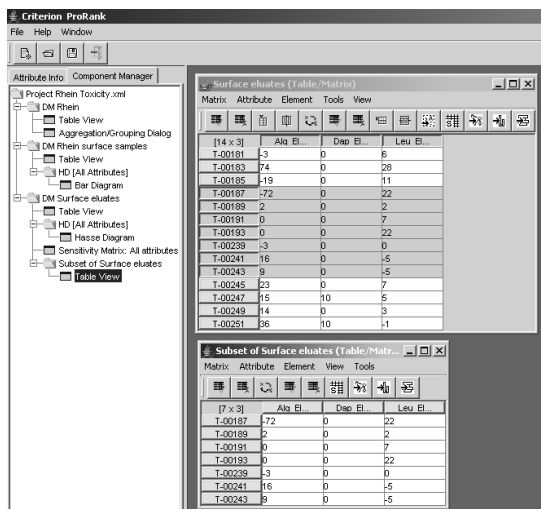 Criterion ProRank
File Help Window
Attribute Info Component Manager
Project Rhein Toxicity.xml
DM Rhein
Table View
Aggregation/Grouping Dialog
DM Rhein surface samples
Table View
HD [All Attributes]
Bar Diagram
DM Surface eluates
Table View
HD [All Attributes]
Hasse Diagram
Sensitivity Matrix: All attributes
Subset of Surface eluates
Table View
Surface eluates (Table/Matrix)
Matrix Attribute Element Tools View
[14 x 3] Alg El... Dap El... Leu El...
T-00181 -3 0 6
T-00183 74 0 28
T-00185 -19 0 11
T-00187 -72 0 22
T-00189 2 0 2
T-00191 0 0 7
T-00193 0 0 22
T-00239 -3 0 0
T-00241 16 0 -5
T-00243 9 0 -5
T-00245 23 0 7
T-00247 15 10 5
T-00249 14 0 3
T-00251 36 10 -1
Subset of Surface eluates (Table/Matr...
Matrix Attribute Element View Tools
[7 x 3] Alg El... Dap El... Leu El...
T-00187 -72 0 22
T-00189 2 0 2
T-00191 0 0 7
T-00193 0 0 22
T-00239 -3 0 0
T-00241 16 0 -5
T-00243 9 0 -5